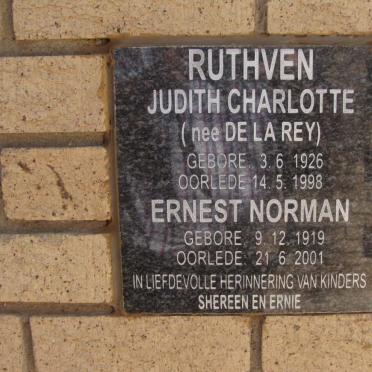 RUTHVEN
JUDITH CHARLOTTE
( nee DE LA REY)
GEBORE. 3. 6 1926
OORLEDE 14. 5. 1998
ERNEST NORMAN
GEBORE. 9. 12. 1919
OORLEDE. 21. 6. 2001
IN LIEFDEVOLLE HERINNERING VAN KINDERS
SHEREEN EN ERNIE